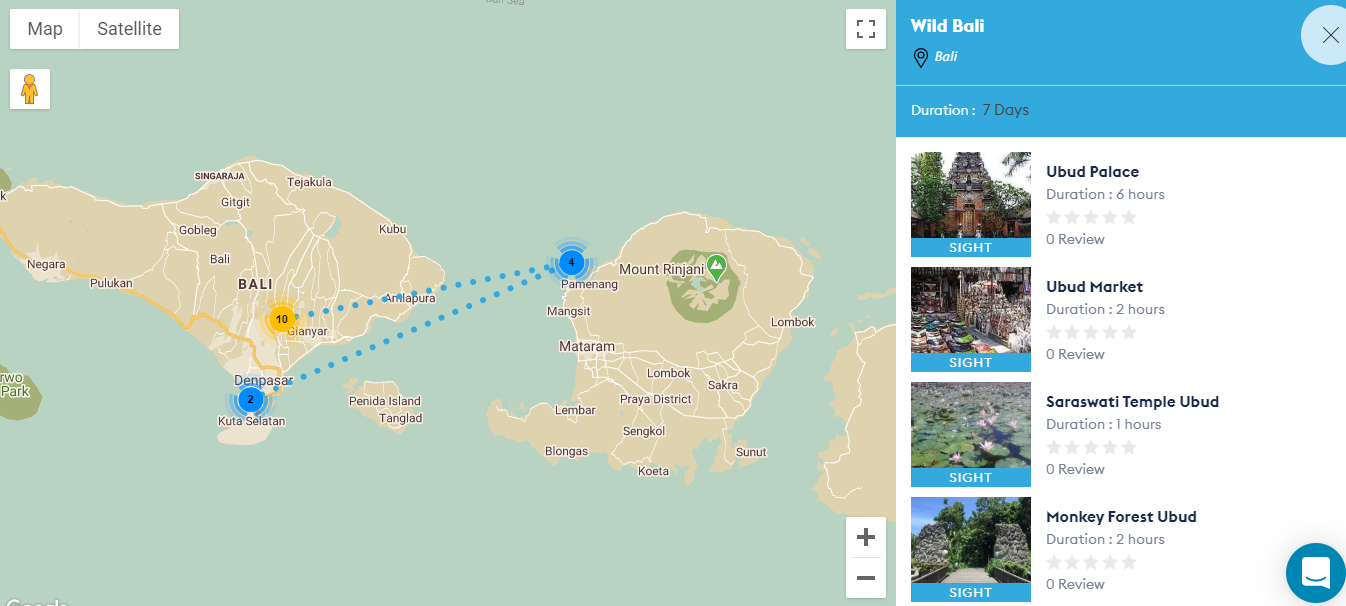 Bali Sea
Map
Satellite
SINGARAJA
Tejakula
Gitgit
Kubu
Gobleg
Bali
Negara
Pulukan
BALI
Amlapura
10
Gianyar
Denpasar
2
Kuta Selatan
Penida Island
Tanglad
4
Pamenang
Mount Rinjani
Mangsit
Lombok
Mataram
Lombok
Sakra
Praya District
Lembar
Sengkol
Blongas
Sunut
Koeta
Park
Google
Wild Bali
Bali
Duration : 7 Days
Ubud Palace
Duration : 6 hours
0 Review
SIGHT
Ubud Market
Duration : 2 hours
0 Review
SIGHT
Saraswati Temple Ubud
Duration : 1 hours
0 Review
SIGHT
Monkey Forest Ubud
Duration : 2 hours
0 Review
SIGHT